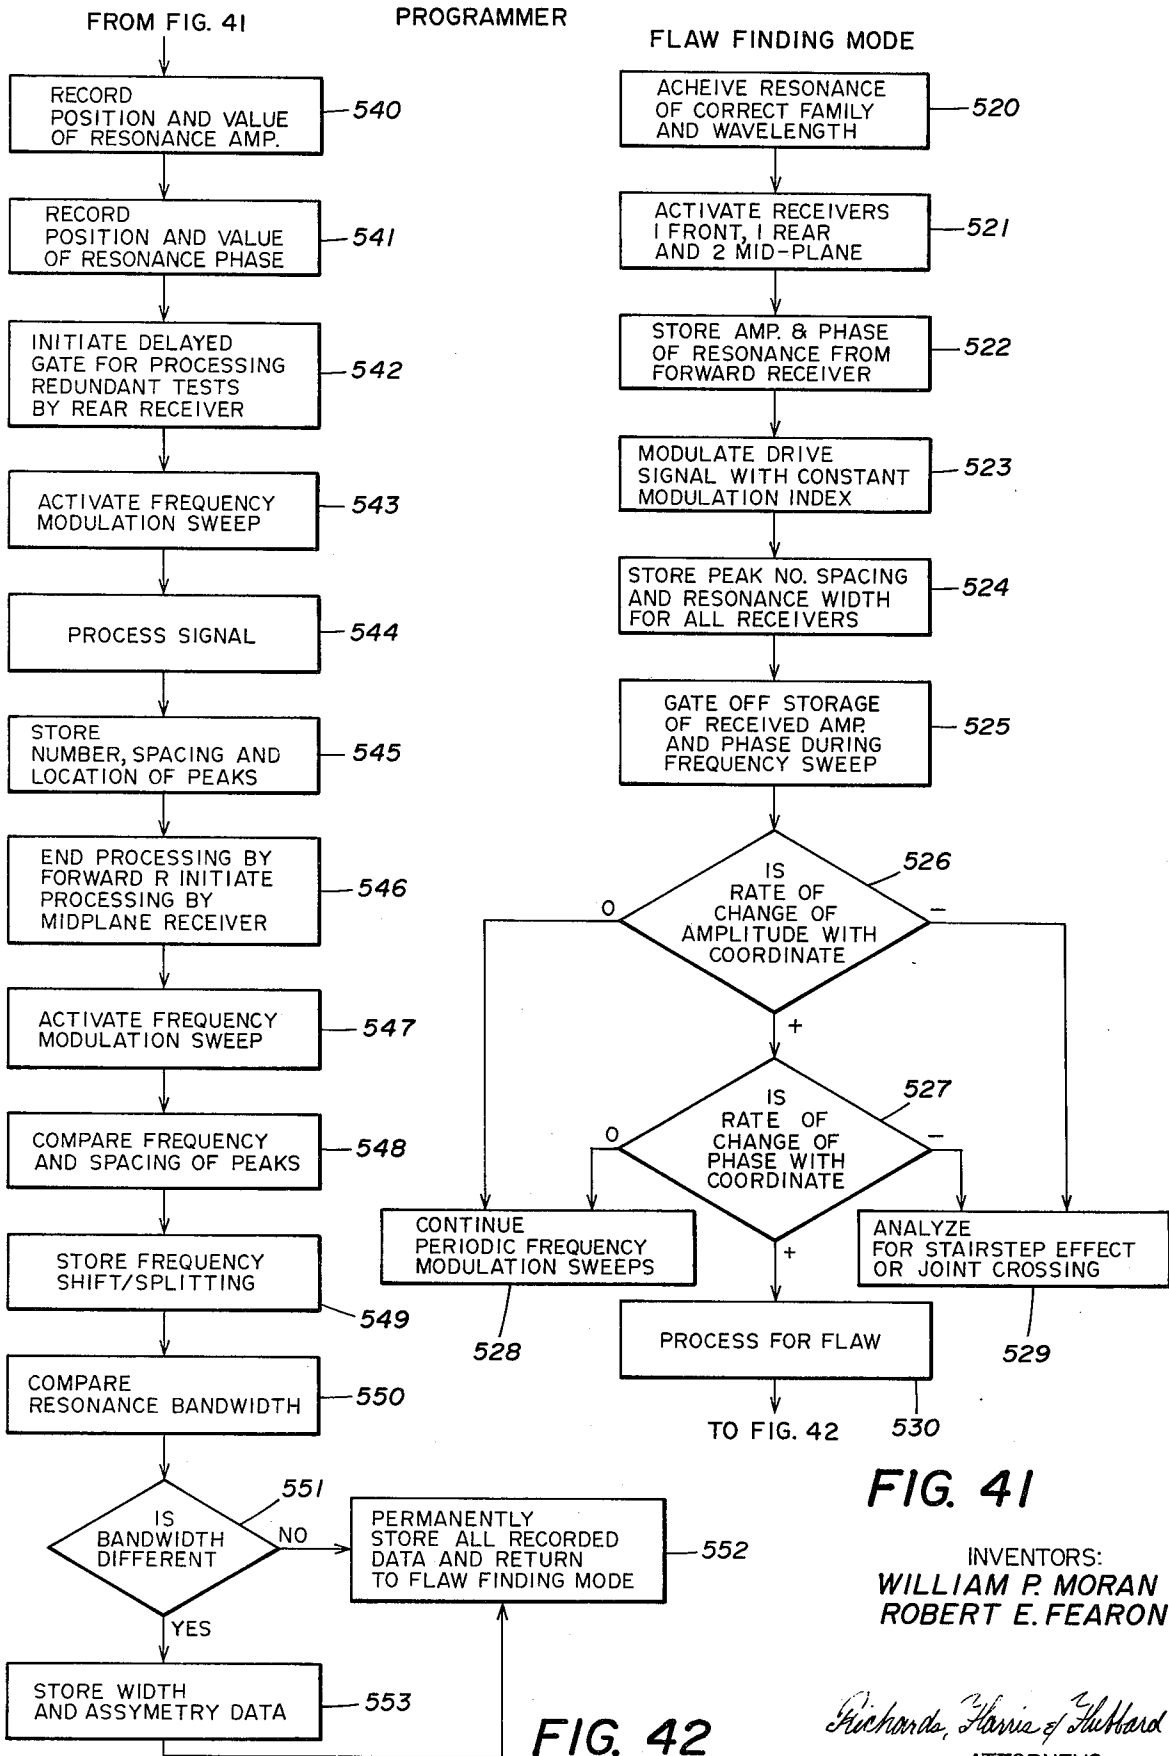 PROGRAMMER
FROM FIG. 41
RECORD
POSITION AND VALUE
OF RESONANCE AMP.
540
RECORD
POSITION AND VALUE
OF RESONANCE PHASE
541
INITIATE DELAYED
GATE FOR PROCESSING
REDUNDANT TESTS
BY REAR RECEIVER
542
ACTIVATE FREQUENCY
MODULATION SWEEP
543
PROCESS SIGNAL
544
STORE
NUMBER, SPACING AND
LOCATION OF PEAKS
545
END PROCESSING BY
FORWARD R INITIATE
PROCESSING BY
MIDPLANE RECEIVER
546
ACTIVATE FREQUENCY
MODULATION SWEEP
547
COMPARE FREQUENCY
AND SPACING OF PEAKS
548
STORE FREQUENCY
SHIFT/SPLITTING
549
COMPARE
RESONANCE BANDWIDTH
550
IS
BANDWIDTH
DIFFERENT
551
NO
YES
PERMANENTLY
STORE ALL RECORDED
DATA AND RETURN
TO FLAW FINDING MODE
552
STORE WIDTH
AND ASSYMETRY DATA
553
FIG. 42
FLAW FINDING MODE
ACHEIVE RESONANCE
OF CORRECT FAMILY
AND WAVELENGTH
520
ACTIVATE RECEIVERS
1 FRONT, 1 REAR
AND 2 MID-PLANE
521
STORE AMP. & PHASE
OF RESONANCE FROM
FORWARD RECEIVER
522
MODULATE DRIVE
SIGNAL WITH CONSTANT
MODULATION INDEX
523
STORE PEAK NO. SPACING
AND RESONANCE WIDTH
FOR ALL RECEIVERS
524
GATE OFF STORAGE
OF RECEIVED AMP.
AND PHASE DURING
FREQUENCY SWEEP
525
IS
RATE OF
CHANGE OF
AMPLITUDE WITH
COORDINATE
526
0
–
+
IS
RATE OF
CHANGE OF
PHASE WITH
COORDINATE
527
0
–
+
CONTINUE
PERIODIC FREQUENCY
MODULATION SWEEPS
528
ANALYZE
FOR STAIRSTEP EFFECT
OR JOINT CROSSING
529
PROCESS FOR FLAW
530
TO FIG. 42
FIG. 41
INVENTORS:
WILLIAM P. MORAN
ROBERT E. FEARON
Richards, Harris & Hubbard
ATTORNEYS